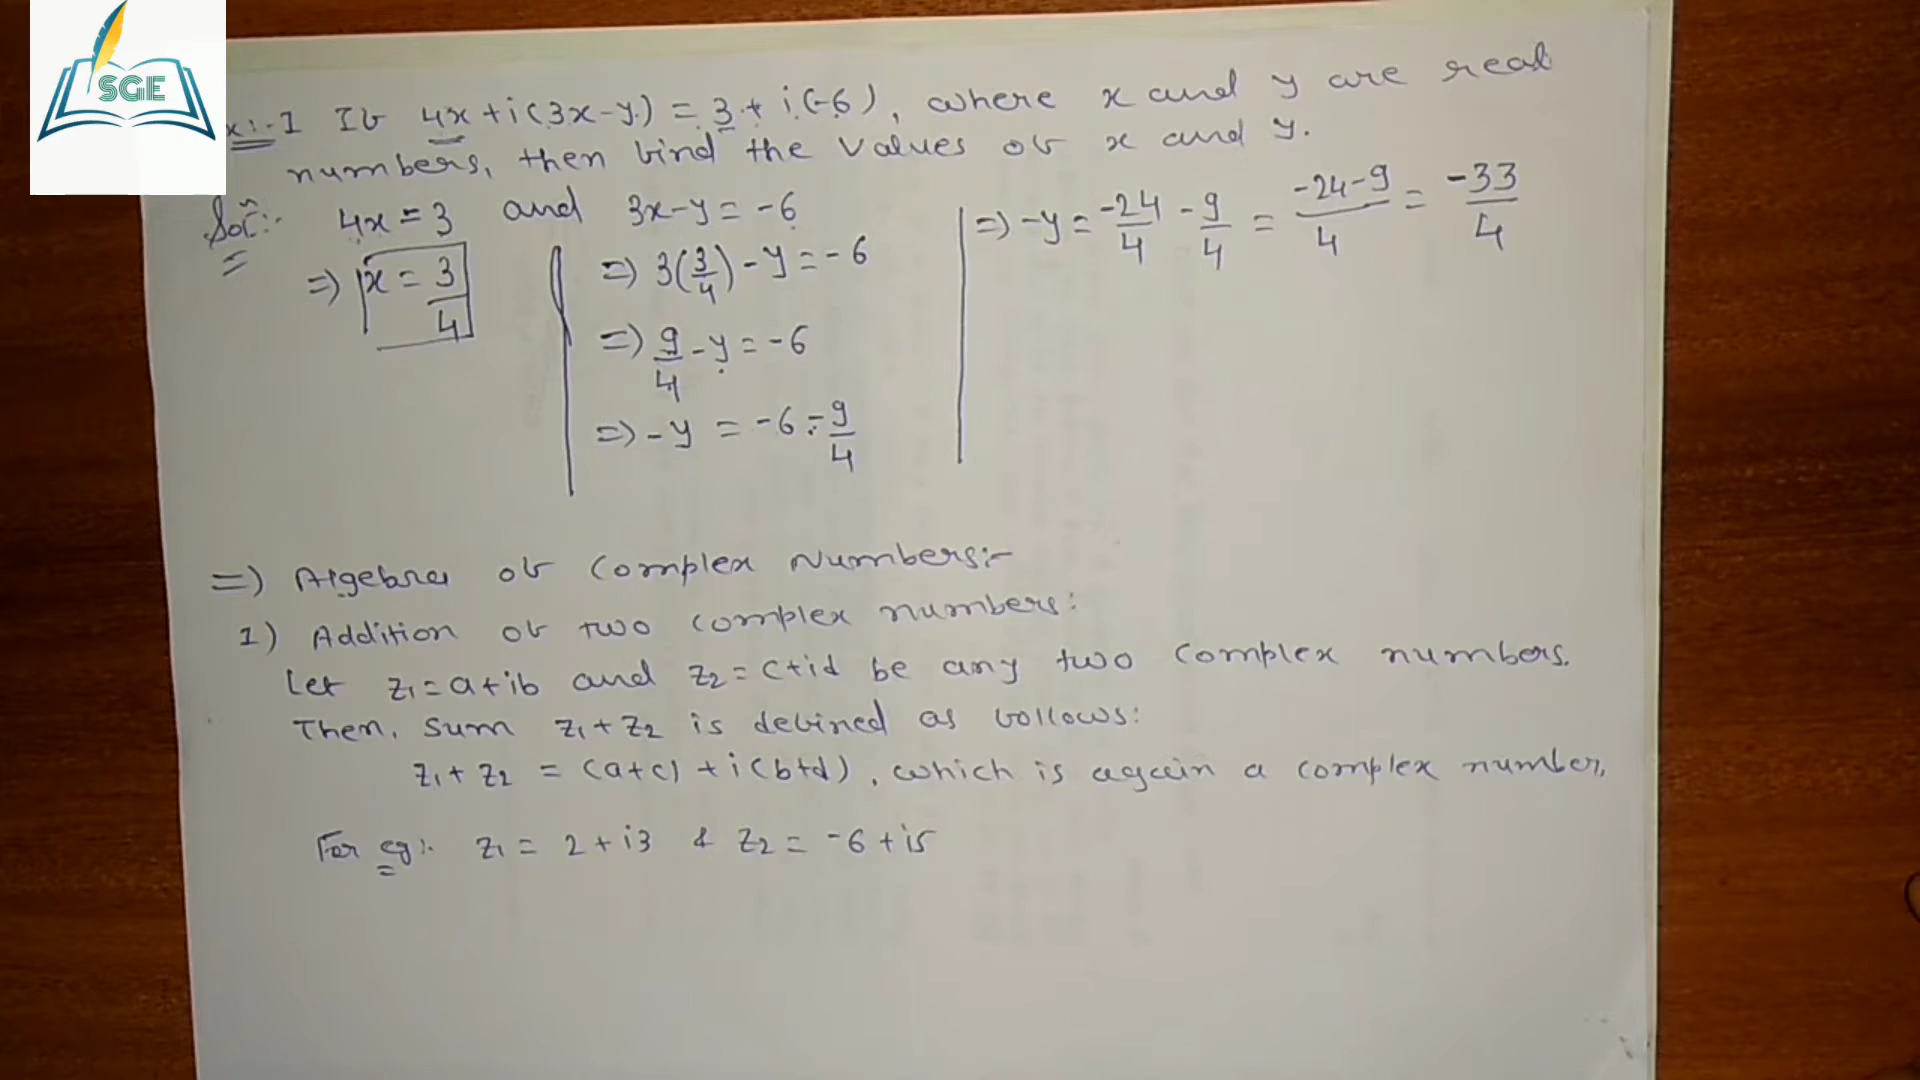 SGE
x:-1 If 4x+i(3x-y) = 3+i(-6), where x and y are real
numbers, then find the values of x and y.
Solⁿ:- 4x = 3 and 3x-y = -6
=> x = 3/4
=> 3(3/4) - y = -6
=> 9/4 - y = -6
=> -y = -6 - 9/4
=> -y = -24/4 - 9/4 = -24-9/4 = -33/4
=> Algebra of Complex Numbers:-
1) Addition of two complex numbers:
Let z₁=a+ib and z₂=c+id be any two complex numbers.
Then, sum z₁+z₂ is defined as follows:
z₁+z₂ = (a+c)+i(b+d), which is again a complex number.
For eg:- z₁ = 2+i3 & z₂ = -6+i5